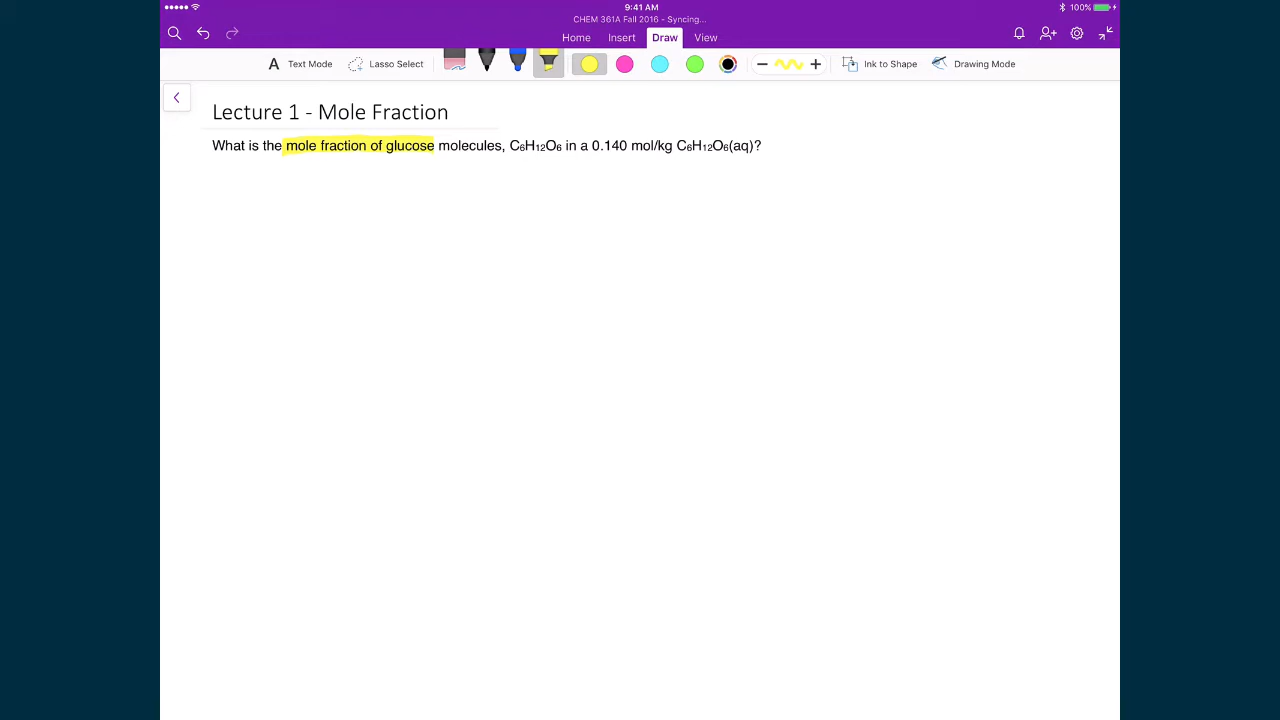 9:41 AM
100%
CHEM 361A Fall 2016 - Syncing...
Home Insert Draw View
A Text Mode Lasso Select Ink to Shape Drawing Mode
Lecture 1 - Mole Fraction
What is the mole fraction of glucose molecules, C₆H₁₂O₆ in a 0.140 mol/kg C₆H₁₂O₆(aq)?